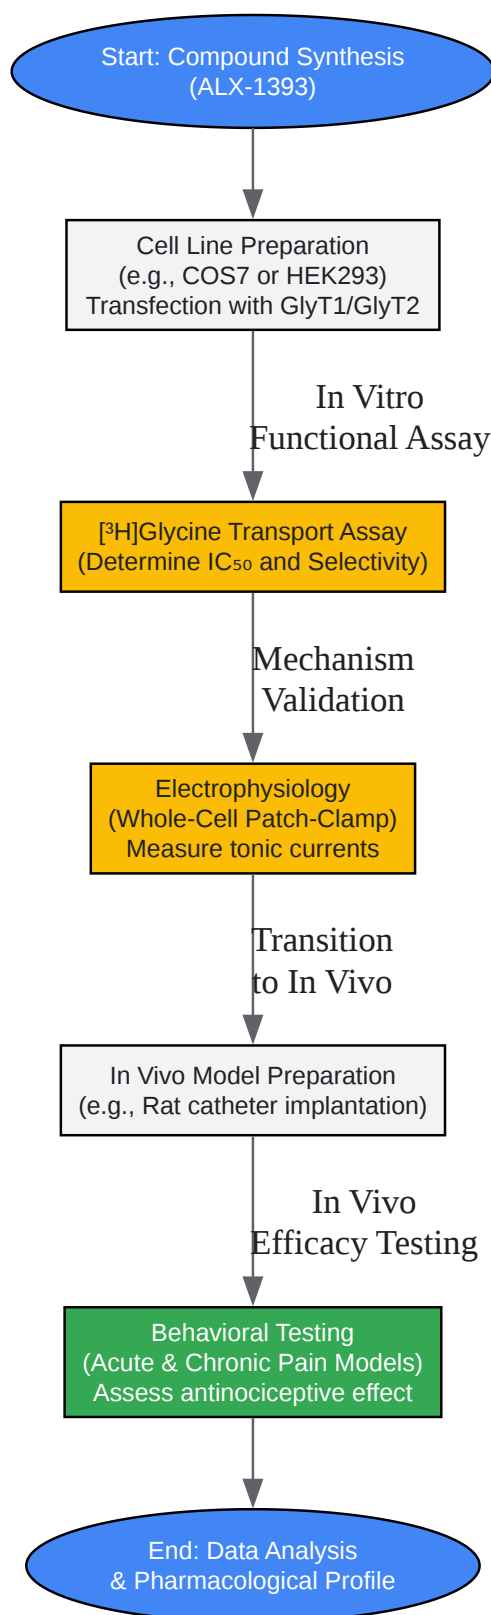 Start: Compound Synthesis
(ALX-1393)
Cell Line Preparation
(e.g., COS7 or HEK293)
Transfection with GlyT1/GlyT2
In Vitro
Functional Assay
[³H]Glycine Transport Assay
(Determine IC₅₀ and Selectivity)
Mechanism
Validation
Electrophysiology
(Whole-Cell Patch-Clamp)
Measure tonic currents
Transition
to In Vivo
In Vivo Model Preparation
(e.g., Rat catheter implantation)
In Vivo
Efficacy Testing
Behavioral Testing
(Acute & Chronic Pain Models)
Assess antinociceptive effect
End: Data Analysis
& Pharmacological Profile